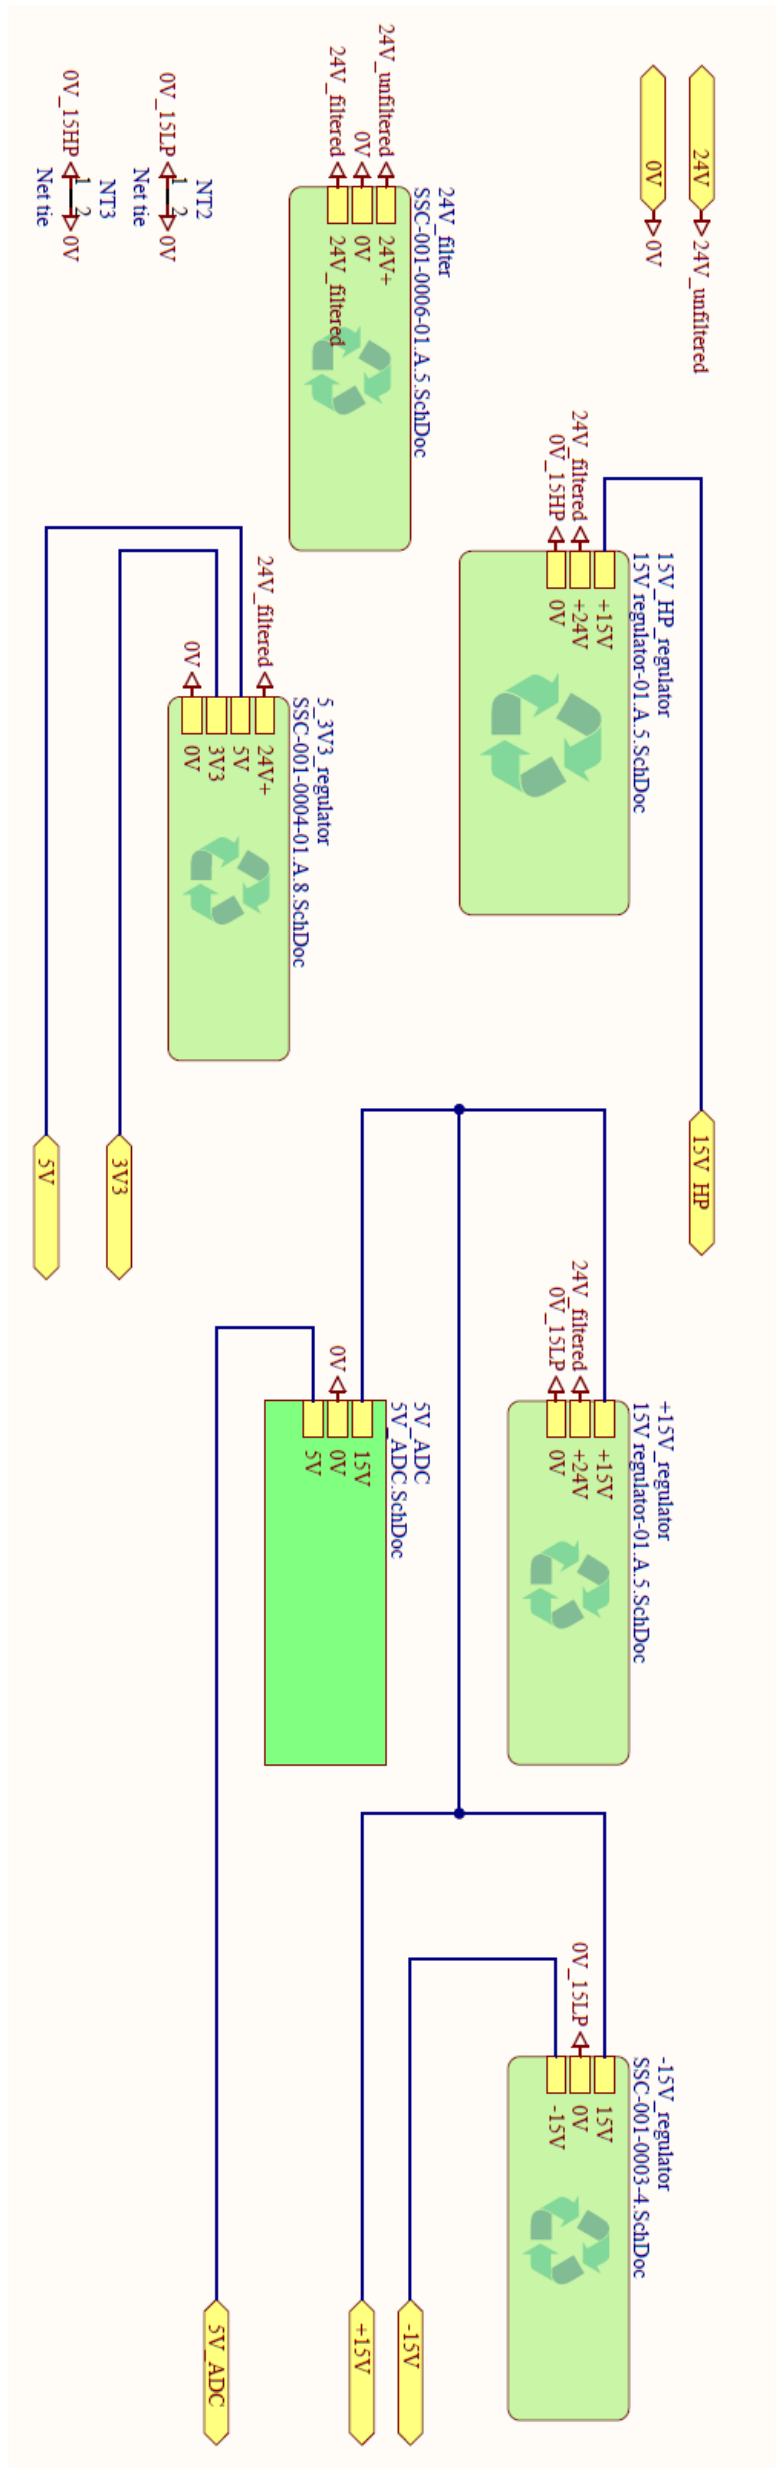 24V
24V_unfiltered
0V
0V
15V_HP_regulator
15V regulator-01.A.5.SchDoc
+15V
24V_filtered
+24V
0V_15HP
0V
15V_HP
+15V_regulator
15V regulator-01.A.5.SchDoc
+15V
24V_filtered
+24V
0V_15LP
0V
-15V_regulator
SSC-001-0003-4.SchDoc
15V
0V_15LP
0V
-15V
24V_filter
SSC-001-0006-01.A.5.SchDoc
24V_unfiltered
24V+
0V
0V
24V_filtered
24V_filtered
5V_ADC
5V_ADC.SchDoc
15V
0V
0V
5V
-15V
+15V
5_3V3_regulator
SSC-001-0004-01.A.8.SchDoc
24V_filtered
24V+
5V
3V3
0V
0V
5V_ADC
NT2
0V_15LP
1
2
0V
Net tie
NT3
0V_15HP
1
2
0V
Net tie
3V3
5V